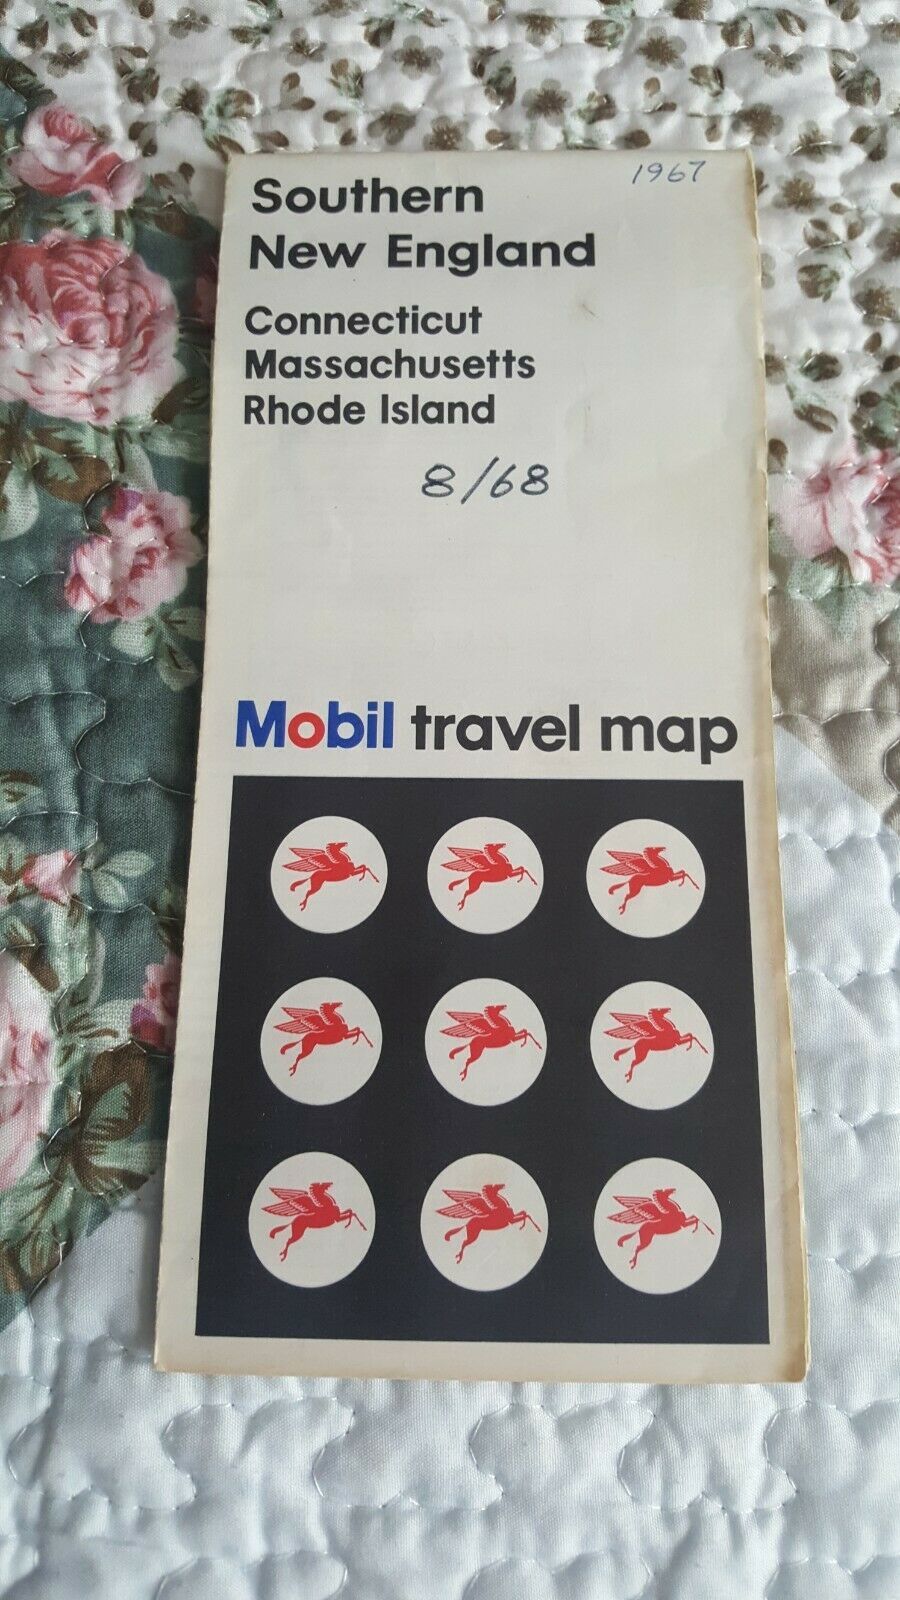 1967
Southern
New England
Connecticut
Massachusetts
Rhode Island
8/68
Mobil travel map